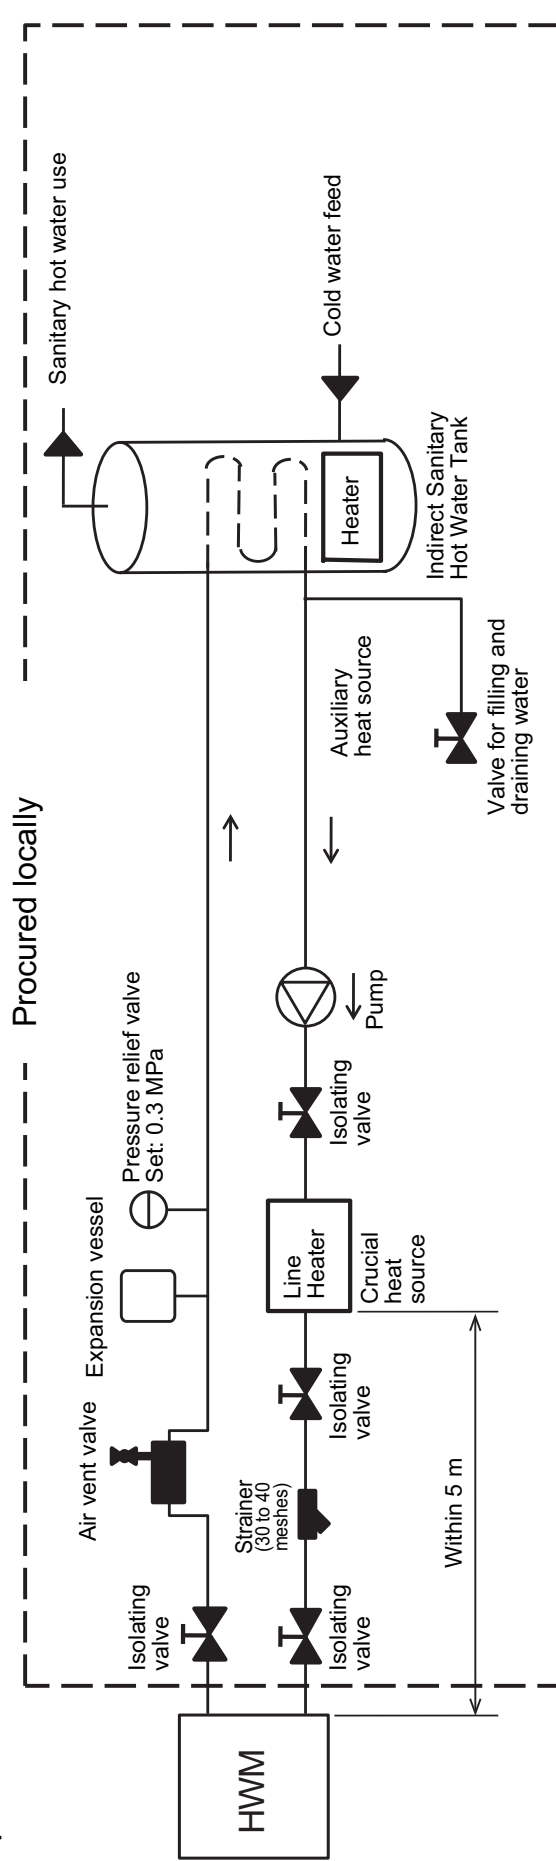 Procured locally
Sanitary hot water use
Cold water feed
Heater
Indirect Sanitary
Hot Water Tank
Auxiliary
heat source
Valve for filling and
draining water
Pressure relief valve
Set: 0.3 MPa
Expansion vessel
Air vent valve
Isolating
valve
HWM
Isolating
valve
Strainer
(30 to 40
meshes)
Isolating
valve
Line
Heater
Crucial
heat
source
Isolating
valve
Pump
Within 5 m